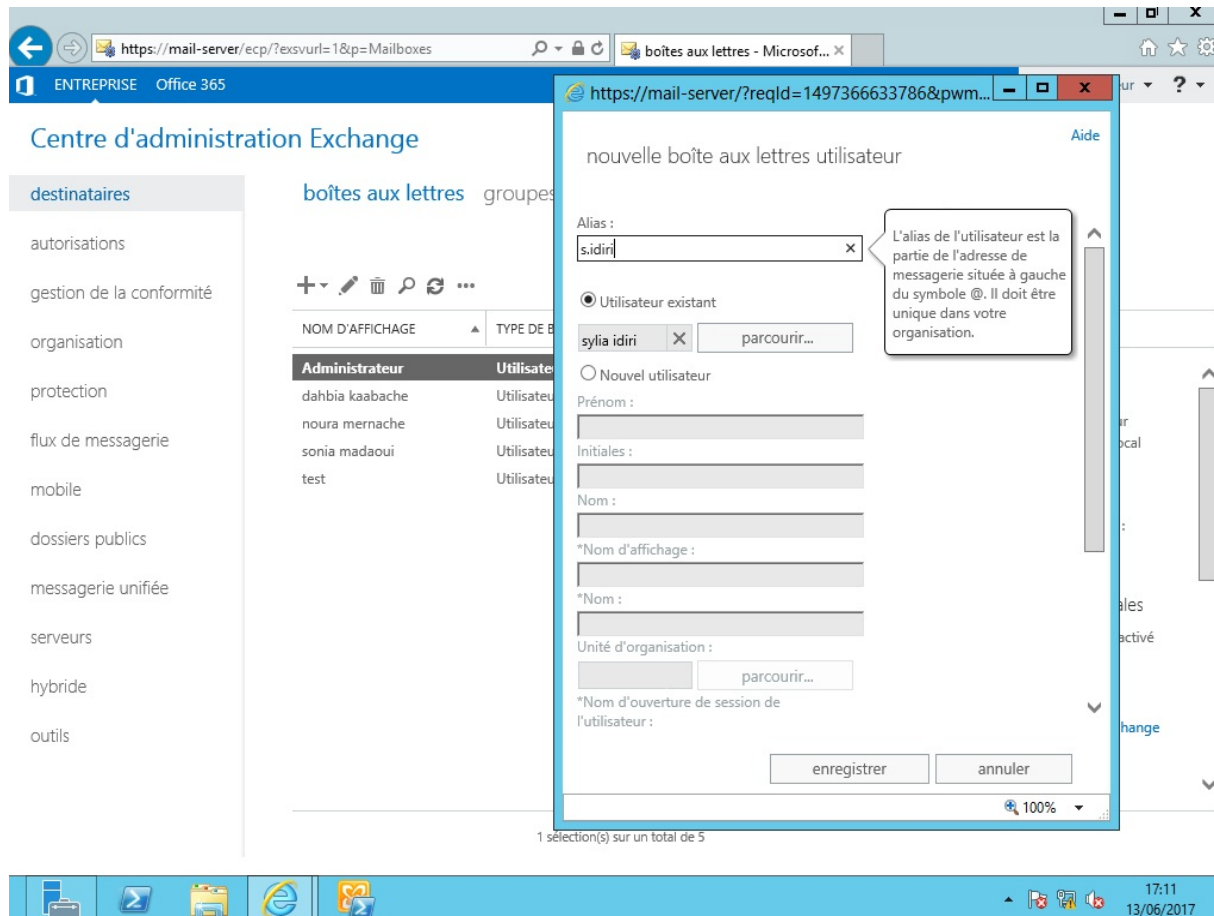 https://mail-server/ecp/?exsvurl=1&p=Mailboxes
boîtes aux lettres - Microsof...
ENTREPRISE Office 365
https://mail-server/?reqId=1497366633786&pwm...
eur
?
Centre d'administration Exchange
Aide
nouvelle boîte aux lettres utilisateur
destinataires
autorisations
gestion de la conformité
organisation
protection
flux de messagerie
mobile
dossiers publics
messagerie unifiée
serveurs
hybride
outils
boîtes aux lettres groupes
NOM D'AFFICHAGE TYPE DE B
Administrateur Utilisate
dahbia kaabache Utilisateu
noura mernache Utilisateu
sonia madaoui Utilisateu
test Utilisateu
1 sélection(s) sur un total de 5
Alias :
s.idiri
L'alias de l'utilisateur est la
partie de l'adresse de
messagerie située à gauche
du symbole @. Il doit être
unique dans votre
organisation.
Utilisateur existant
sylia idiri
parcourir...
Nouvel utilisateur
Prénom :
Initiales :
Nom :
*Nom d'affichage :
*Nom :
Unité d'organisation :
parcourir...
*Nom d'ouverture de session de
l'utilisateur :
enregistrer annuler
100%
ur
ocal
:
ales
activé
hange
17:11
13/06/2017